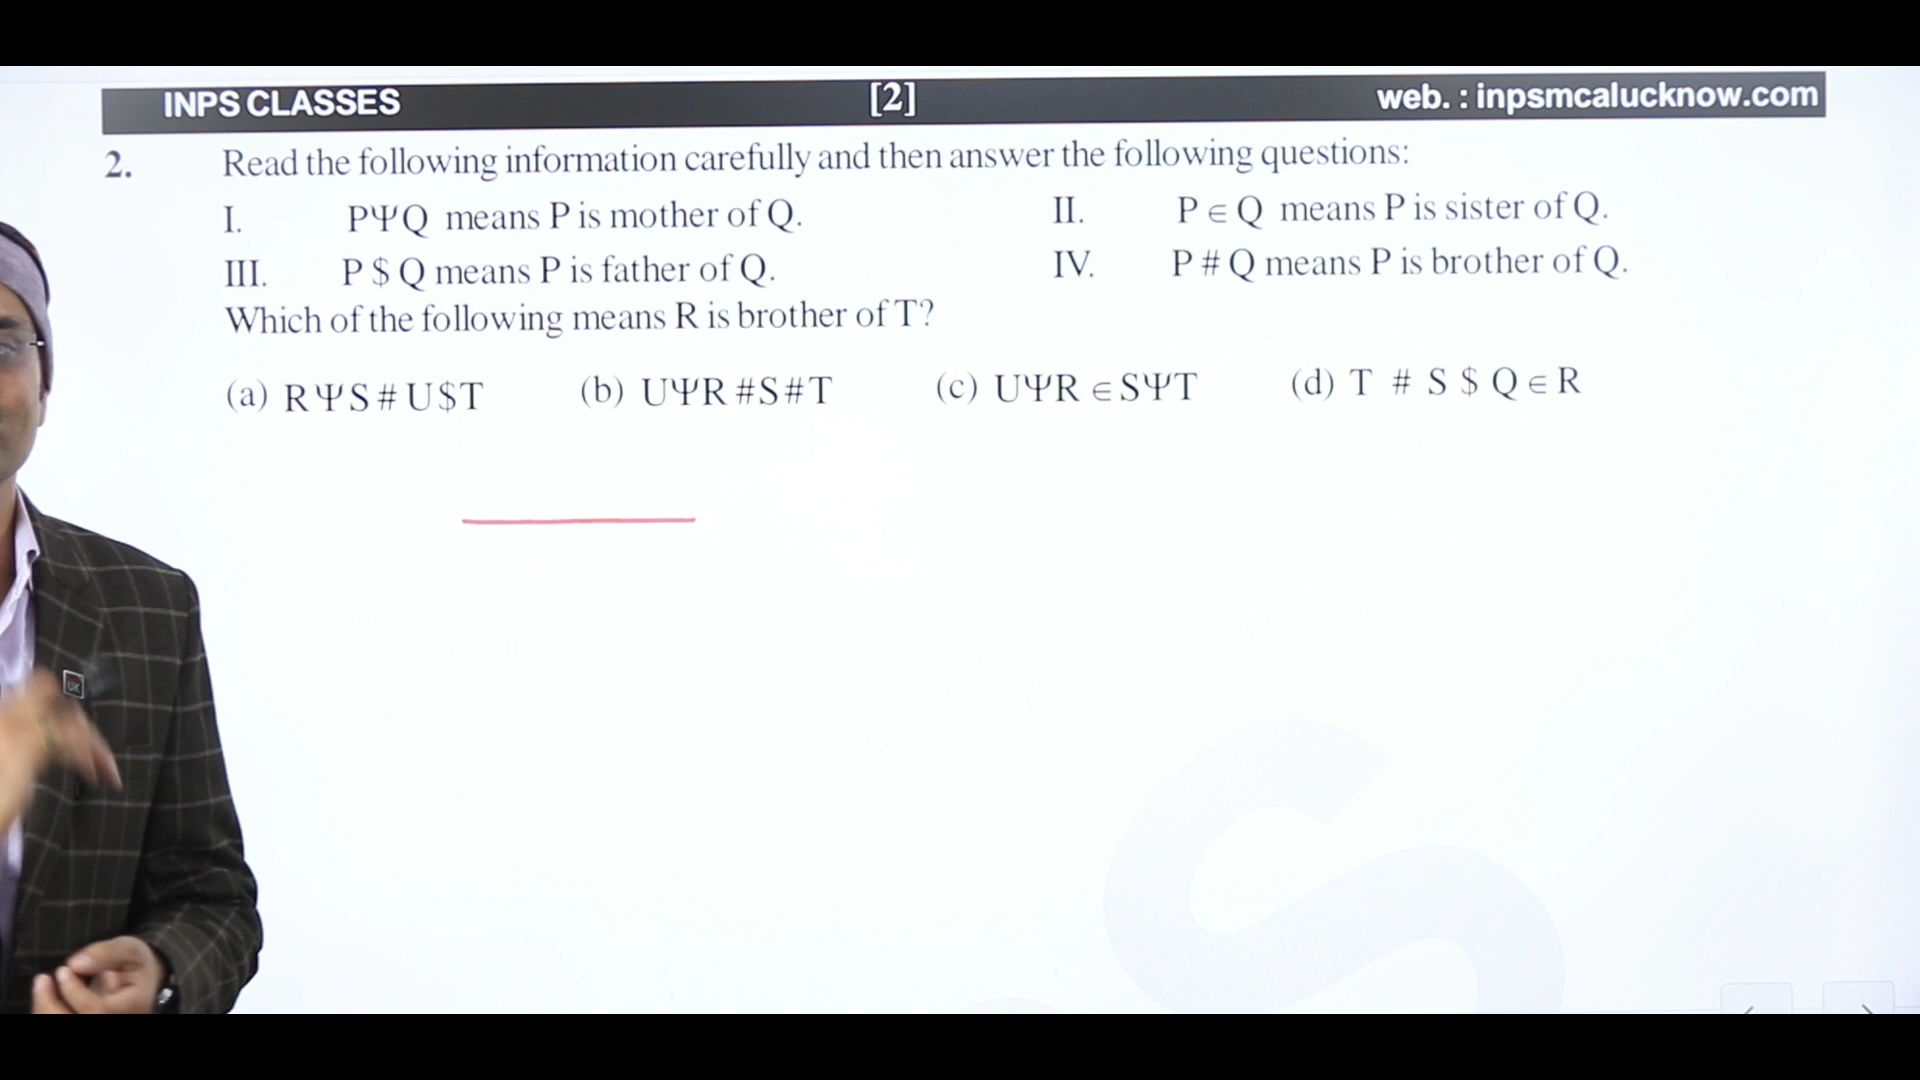 INPS CLASSES [2] web. : inpsmcalucknow.com
2. Read the following information carefully and then answer the following questions:
I. PΨQ means P is mother of Q. II. P ∈ Q means P is sister of Q.
III. P $ Q means P is father of Q. IV. P # Q means P is brother of Q.
Which of the following means R is brother of T?
(a) RΨS#U$T (b) UΨR#S#T (c) UΨR∈SΨT (d) T # S $ Q∈R
UK
S